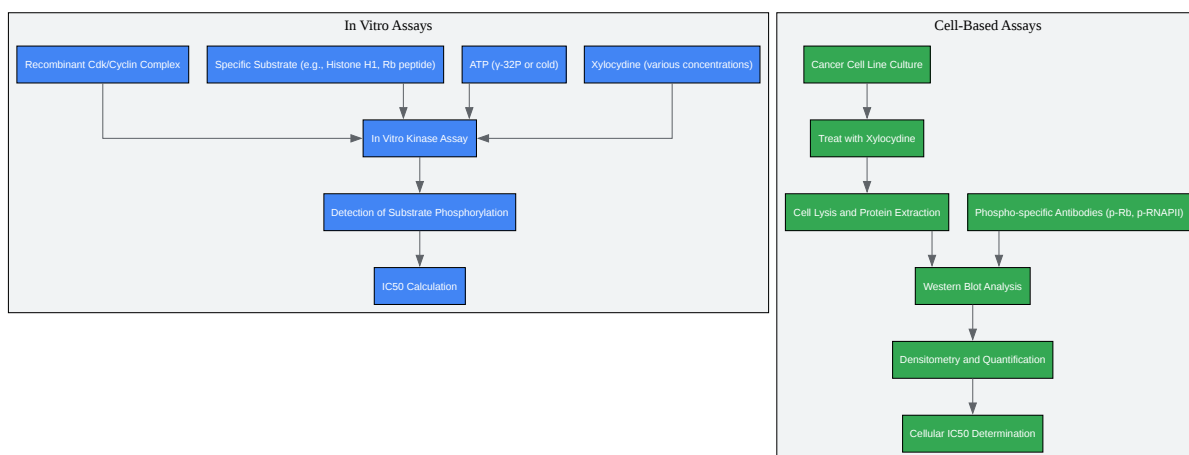 In Vitro Assays
Recombinant Cdk/Cyclin Complex
Specific Substrate (e.g., Histone H1, Rb peptide)
ATP (γ-32P or cold)
Xylocydine (various concentrations)
In Vitro Kinase Assay
Detection of Substrate Phosphorylation
IC50 Calculation
Cell-Based Assays
Cancer Cell Line Culture
Treat with Xylocydine
Cell Lysis and Protein Extraction
Phospho-specific Antibodies (p-Rb, p-RNAPII)
Western Blot Analysis
Densitometry and Quantification
Cellular IC50 Determination